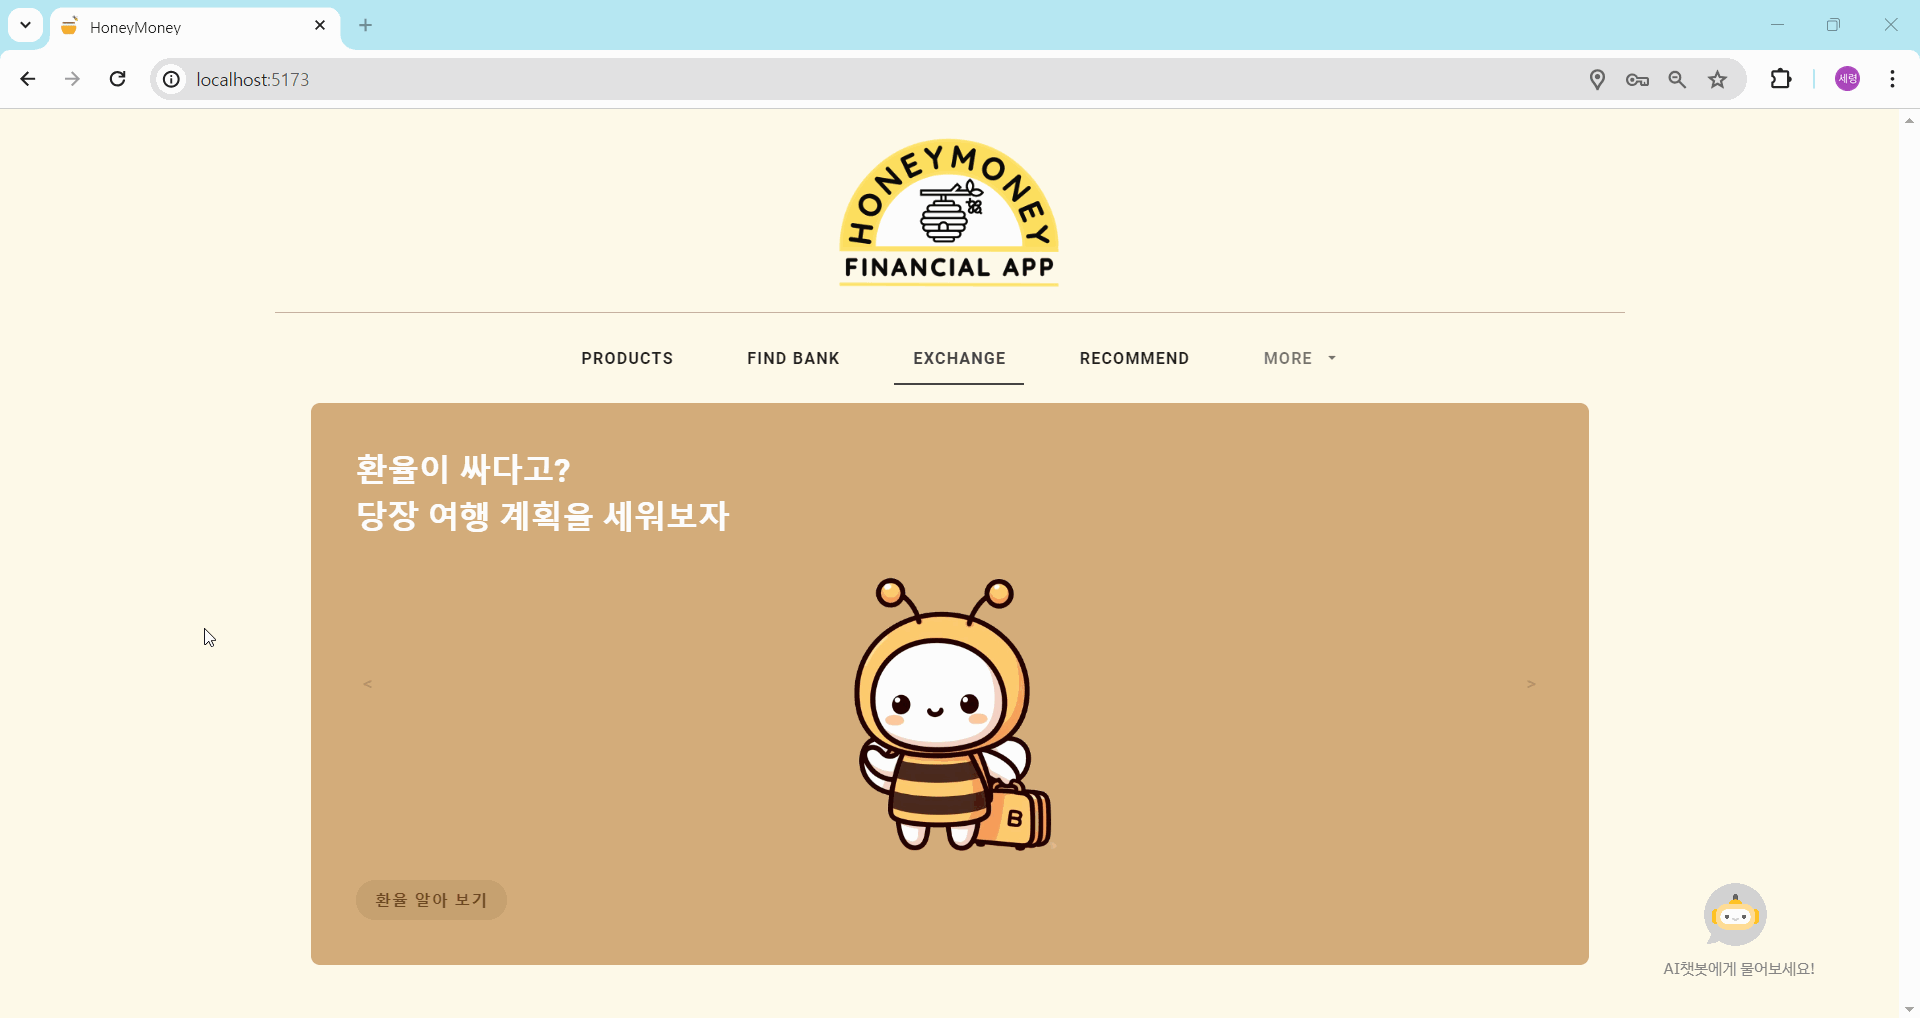 HoneyMoney
localhost:5173
세령
HONEYMONEY
FINANCIAL APP
PRODUCTS FIND BANK EXCHANGE RECOMMEND MORE
환율이 싸다고?
당장 여행 계획을 세워보자
< >
B
환율 알아 보기
AI챗봇에게 물어보세요!